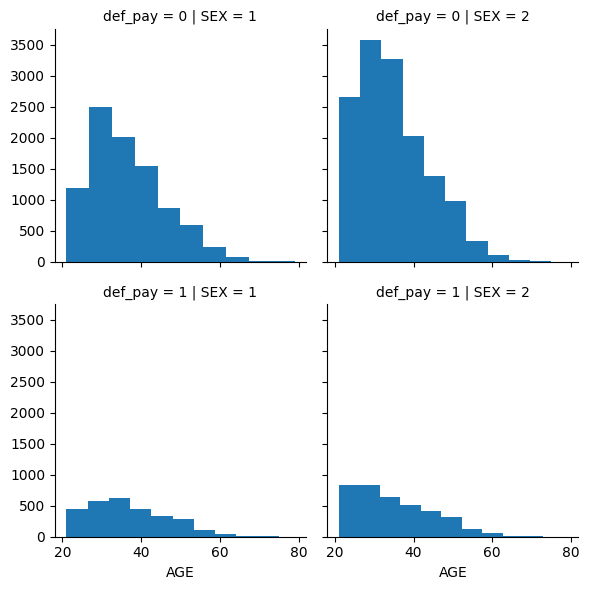 def_pay = 0 | SEX = 1
def_pay = 0 | SEX = 2
3500
3000
2500
2000
1500
1000
500
0
def_pay = 1 | SEX = 1
def_pay = 1 | SEX = 2
3500
3000
2500
2000
1500
1000
500
0
20 40 60 80
20 40 60 80
AGE
AGE